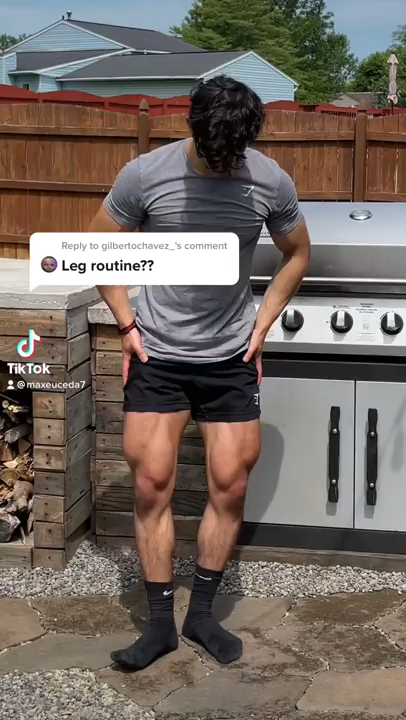 Reply to gilbertochavez_'s comment
Leg routine??
TikTok
@maxeuceda7